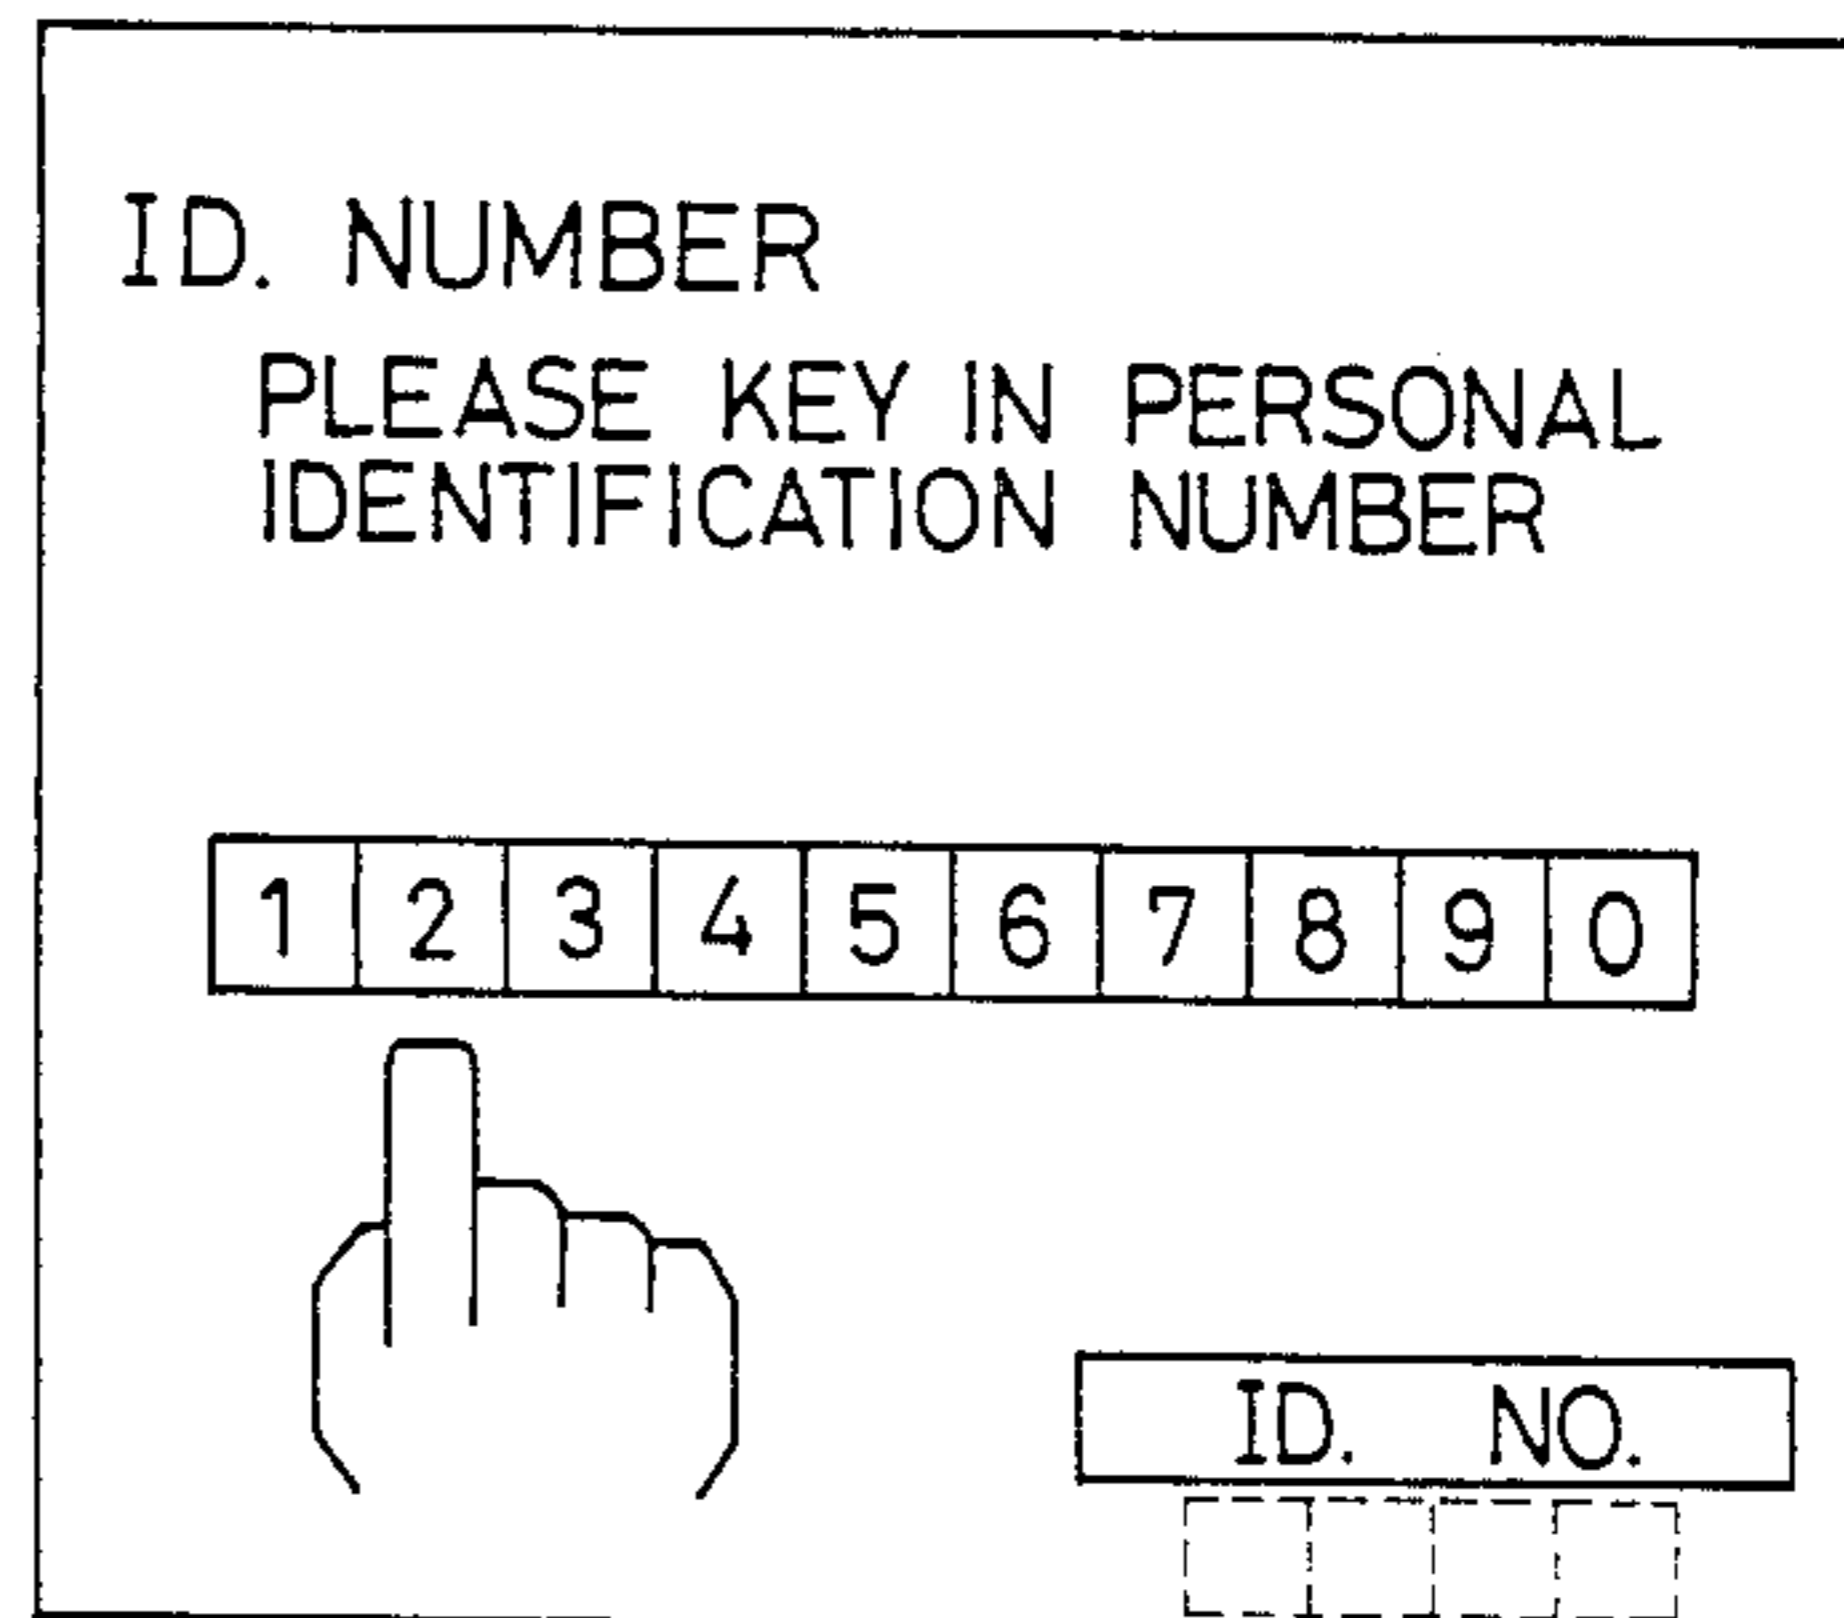 ID. NUMBER
PLEASE KEY IN PERSONAL
IDENTIFICATION NUMBER
1 2 3 4 5 6 7 8 9 0
ID. NO.